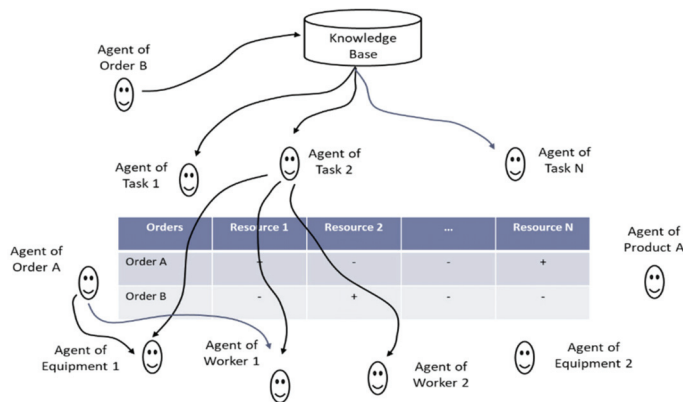 Knowledge
Base
Agent of
Order B
Agent of
Task 1
Agent of
Task 2
Agent of
Task N
Orders Resource 1 Resource 2 ... Resource N
Order A - - +
Order B - + - -
Agent of
Order A
Agent of
Product A
Agent of
Equipment 1
Agent of
Worker 1
Agent of
Worker 2
Agent of
Equipment 2